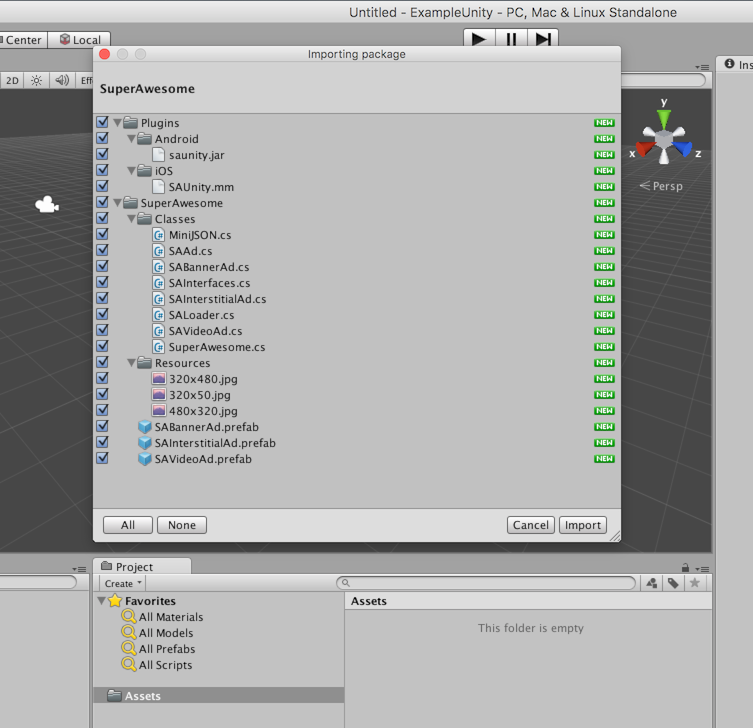 Untitled - ExampleUnity - PC, Mac & Linux Standalone
Center Local
Importing package
Ins
2D
SuperAwesome
Plugins NEW
Android NEW
saunity.jar NEW
iOS NEW
SAUnity.mm NEW
SuperAwesome NEW
Classes NEW
MiniJSON.cs NEW
SAAd.cs NEW
SABannerAd.cs NEW
SAInterfaces.cs NEW
SAInterstitialAd.cs NEW
SALoader.cs NEW
SAVideoAd.cs NEW
SuperAwesome.cs NEW
Resources NEW
320x480.jpg NEW
320x50.jpg NEW
480x320.jpg NEW
SABannerAd.prefab NEW
SAInterstitialAd.prefab NEW
SAVideoAd.prefab NEW
y
x z
Persp
All None Cancel Import
Project
Create
Favorites
All Materials
All Models
All Prefabs
All Scripts
Assets
Assets
This folder is empty